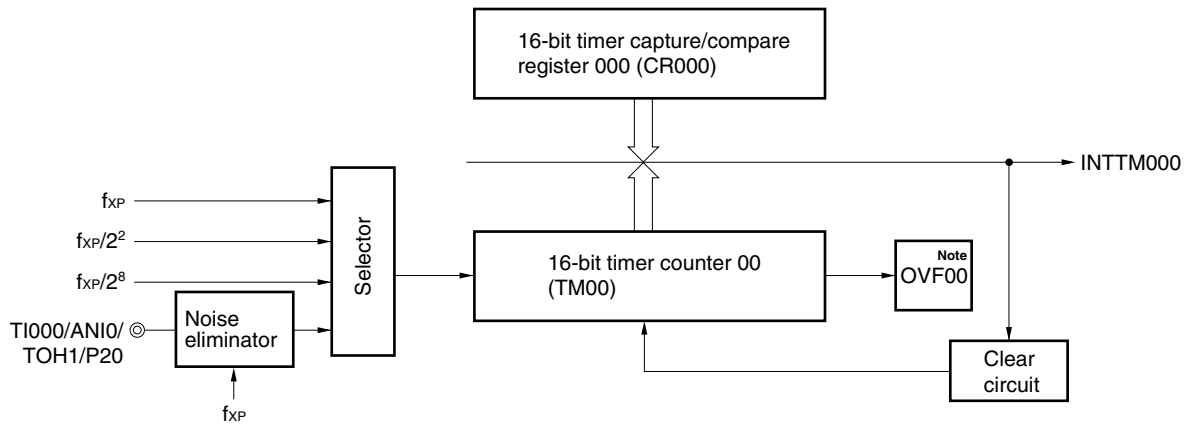 16-bit timer capture/compare
register 000 (CR000)
INTTM000
fXP
fXP/2²
fXP/2⁸
TI000/ANI0/
TOH1/P20
Noise
eliminator
fXP
Selector
16-bit timer counter 00
(TM00)
Note
OVF00
Clear
circuit